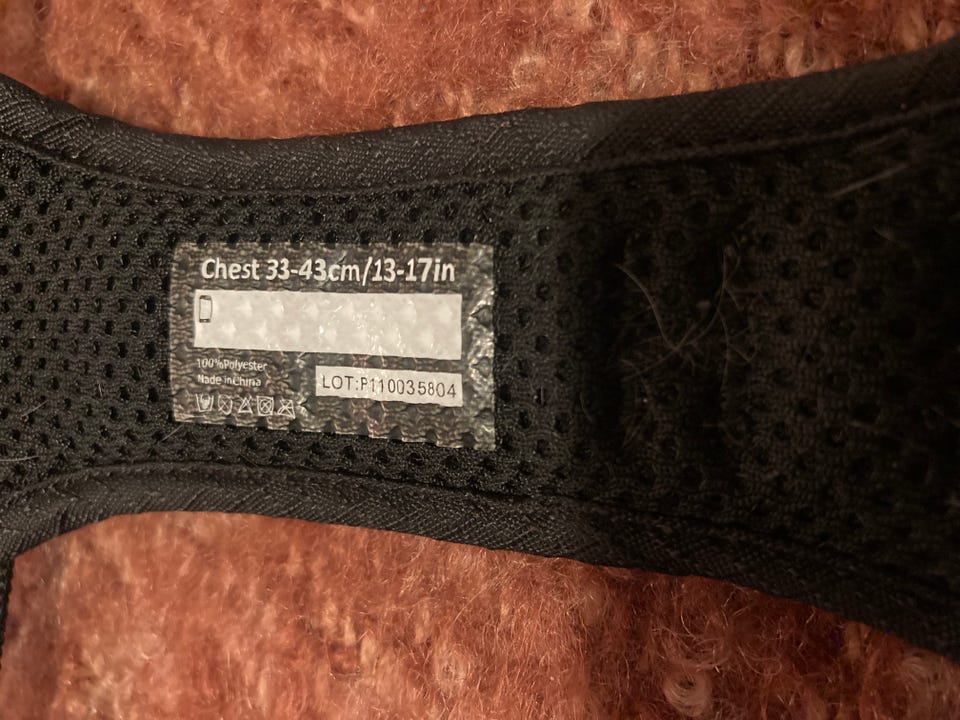 Chest 33-43cm/13-17in
100%Polyester
Made in China
LOT:P110035804